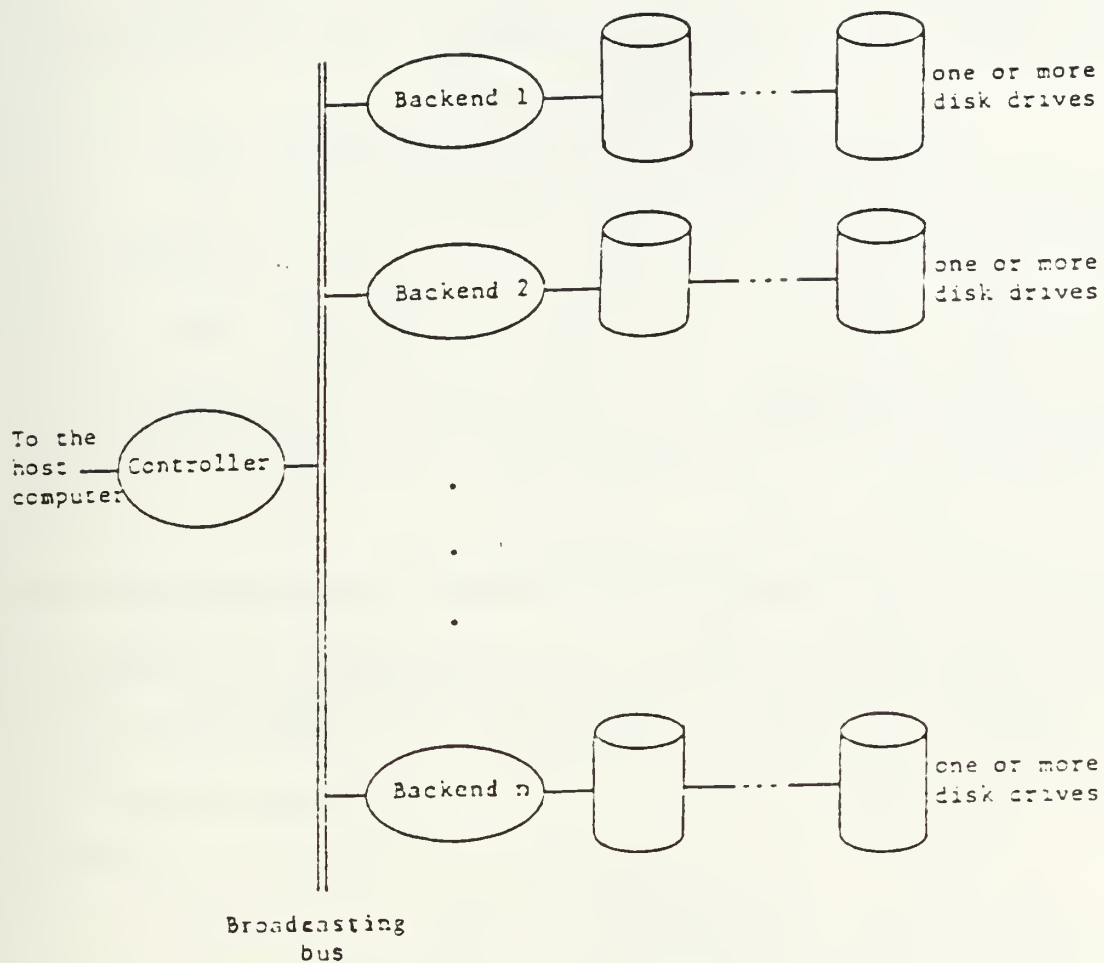 Backend 1
one or more
disk drives
Backend 2
one or more
disk drives
To the
host
computer
Controller
Backend n
one or more
disk drives
Broadcasting
bus